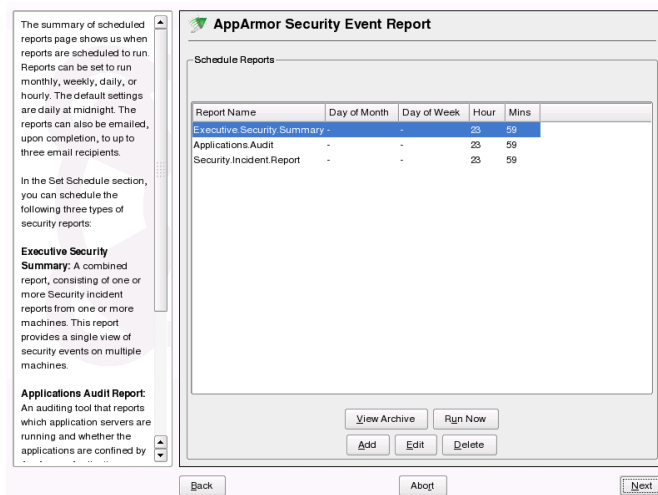 The summary of scheduled
reports page shows us when
reports are scheduled to run.
Reports can be set to run
monthly, weekly, daily, or
hourly. The default settings
are daily at midnight. The
reports can also be emailed,
upon completion, to up to
three email recipients.
In the Set Schedule section,
you can schedule the
following three types of
security reports:
Executive Security
Summary: A combined
report, consisting of one or
more Security incident
reports from one or more
machines. This report
provides a single view of
security events on multiple
machines.
Applications Audit Report:
An auditing tool that reports
which application servers are
running and whether the
applications are confined by
AppArmor Security Event Report
Schedule Reports
Report Name Day of Month Day of Week Hour Mins
Executive.Security.Summary - - 23 59
Applications.Audit - - 23 59
Security.Incident.Report - - 23 59
View Archive Run Now
Add Edit Delete
Back Abort Next